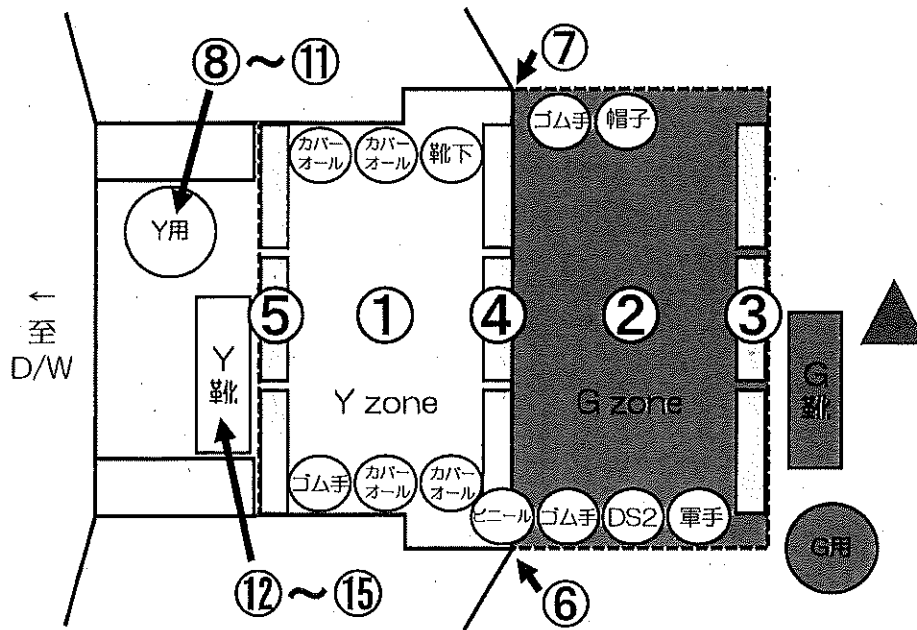 ⑧～⑪
⑦
ゴム手
帽子
カバー
オール
カバー
オール
靴下
Y用
←
至
D/W
⑤
①
④
②
③
Y
靴
G
靴
Y zone
G zone
ゴム手
カバー
オール
カバー
オール
ビニール
ゴム手
DS2
軍手
G用
⑫～⑮
⑥